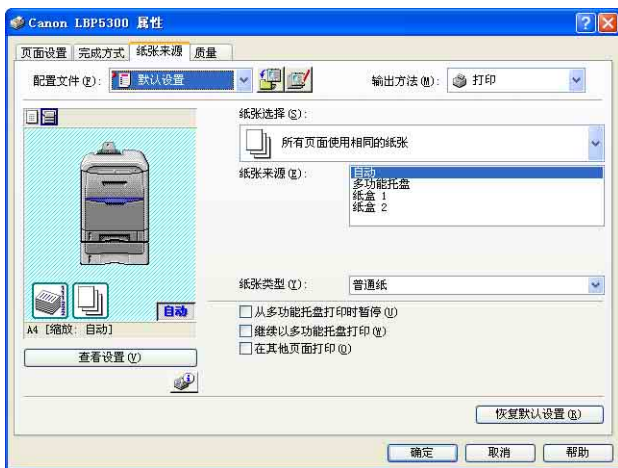 Canon LBP5300 属性
页面设置 完成方式 纸张来源 质量
配置文件(F): 默认设置 输出方法(M): 打印
纸张选择(S):
所有页面使用相同的纸张
纸张来源(E):
自动
多功能托盘
纸盒 1
纸盒 2
纸张类型(Y): 普通纸
自动
A4 [缩放: 自动]
从多功能托盘打印时暂停(U)
继续以多功能托盘打印(W)
在其他页面打印(O)
查看设置(V)
恢复默认设置(R)
确定 取消 帮助